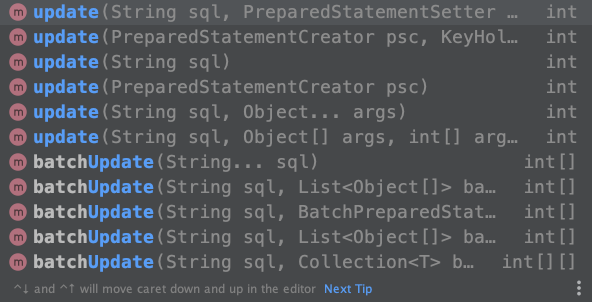 m update(String sql, PreparedStatementSetter … int
m update(PreparedStatementCreator psc, KeyHol… int
m update(String sql) int
m update(PreparedStatementCreator psc) int
m update(String sql, Object... args) int
m update(String sql, Object[] args, int[] arg… int
m batchUpdate(String... sql) int[]
m batchUpdate(String sql, List<Object[]> ba… int[]
m batchUpdate(String sql, BatchPreparedStat… int[]
m batchUpdate(String sql, List<Object[]> ba… int[]
m batchUpdate(String sql, Collection<T> b… int[][]
^↓ and ^↑ will move caret down and up in the editor Next Tip